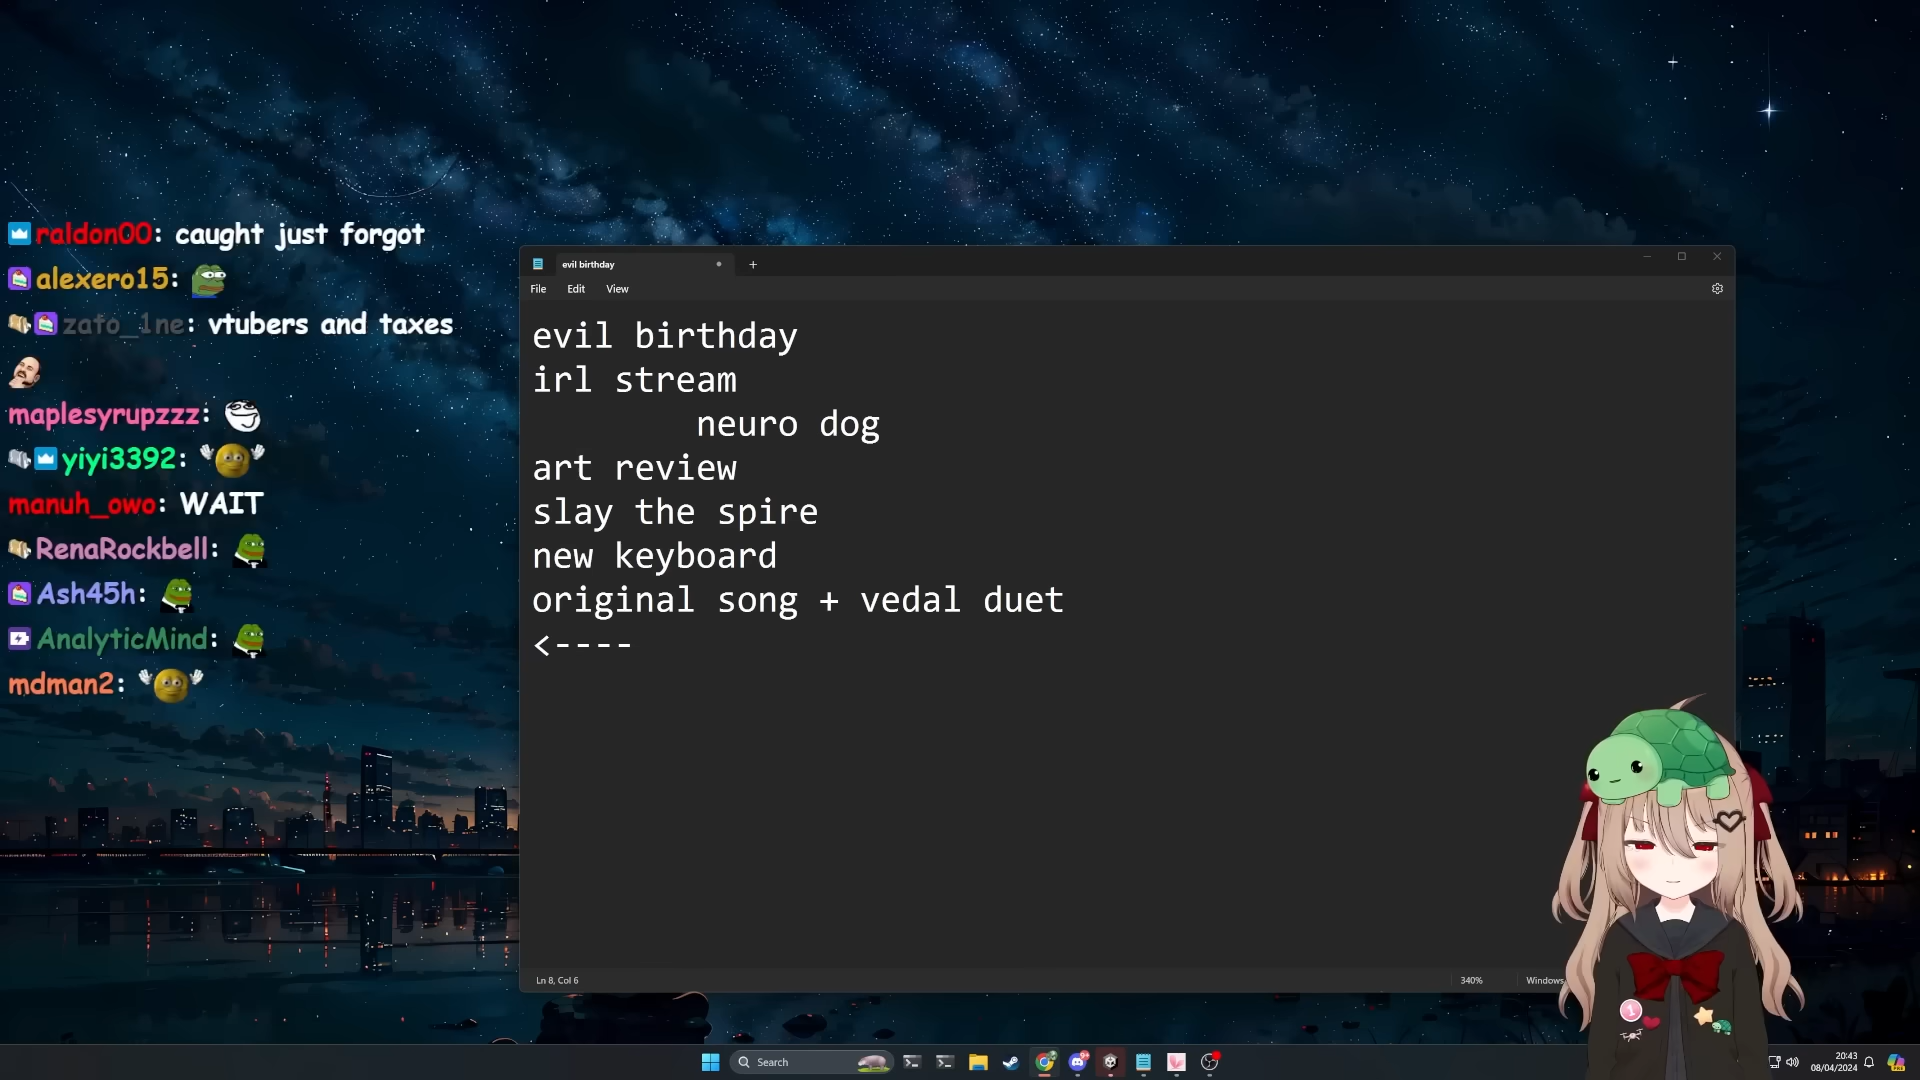 raldon00: caught just forgot
alexero15:
zato_1ne: vtubers and taxes
maplesyrupzzz:
yiyi3392:
manuh_owo: WAIT
RenaRockbell:
Ash45h:
AnalyticMind:
mdman2:
evil birthday
File Edit View
evil birthday
irl stream
neuro dog
art review
slay the spire
new keyboard
original song + vedal duet
<----
Ln 8, Col 6
340%
Windows
Search
20:43
08/04/2024